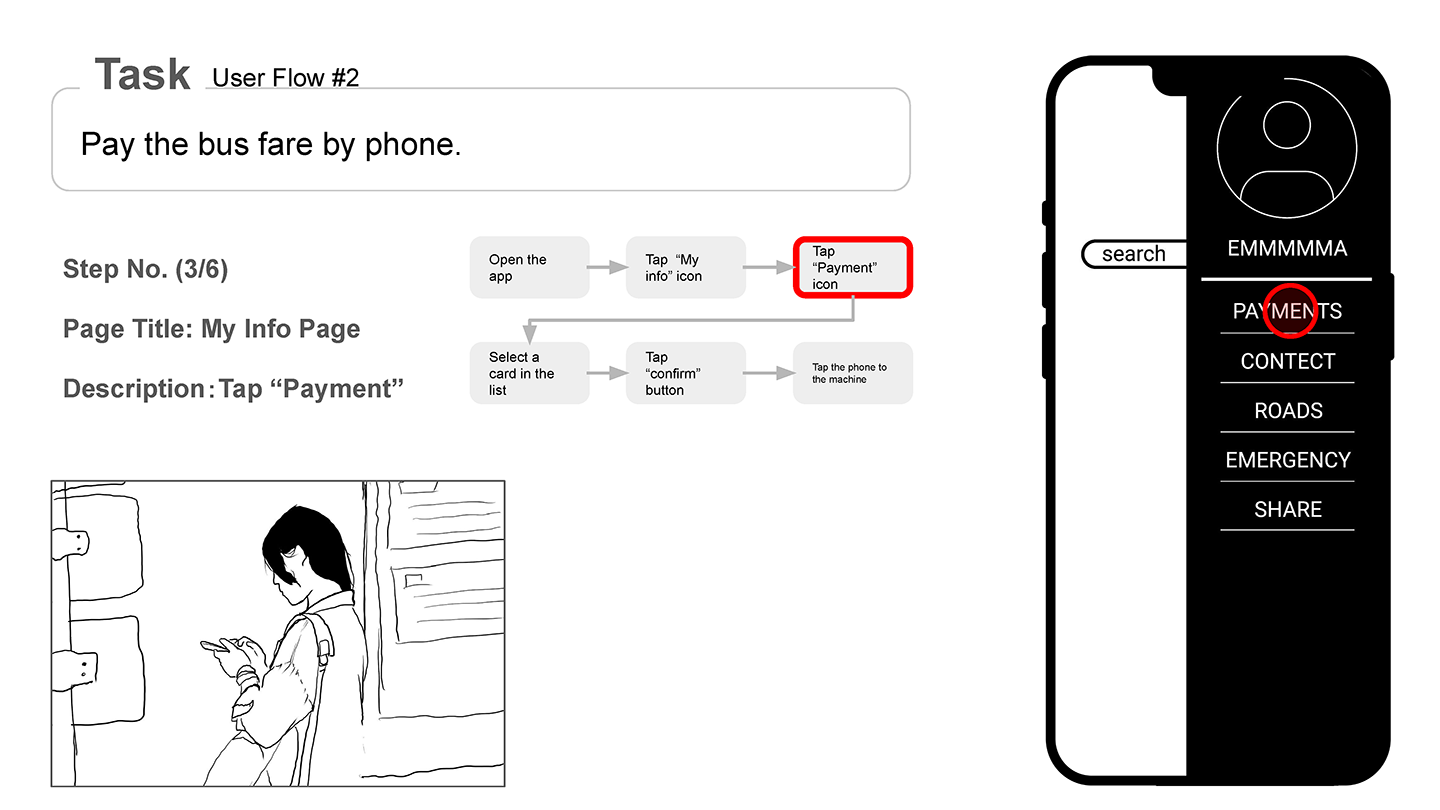 Task User Flow #2
Pay the bus fare by phone.
Step No. (3/6)
Page Title: My Info Page
Description：Tap “Payment”
Open the
app
Tap “My
info” icon
Tap
“Payment”
icon
Select a
card in the
list
Tap
“confirm”
button
Tap the phone to
the machine
search
EMMMMMA
PAYMENTS
CONTECT
ROADS
EMERGENCY
SHARE